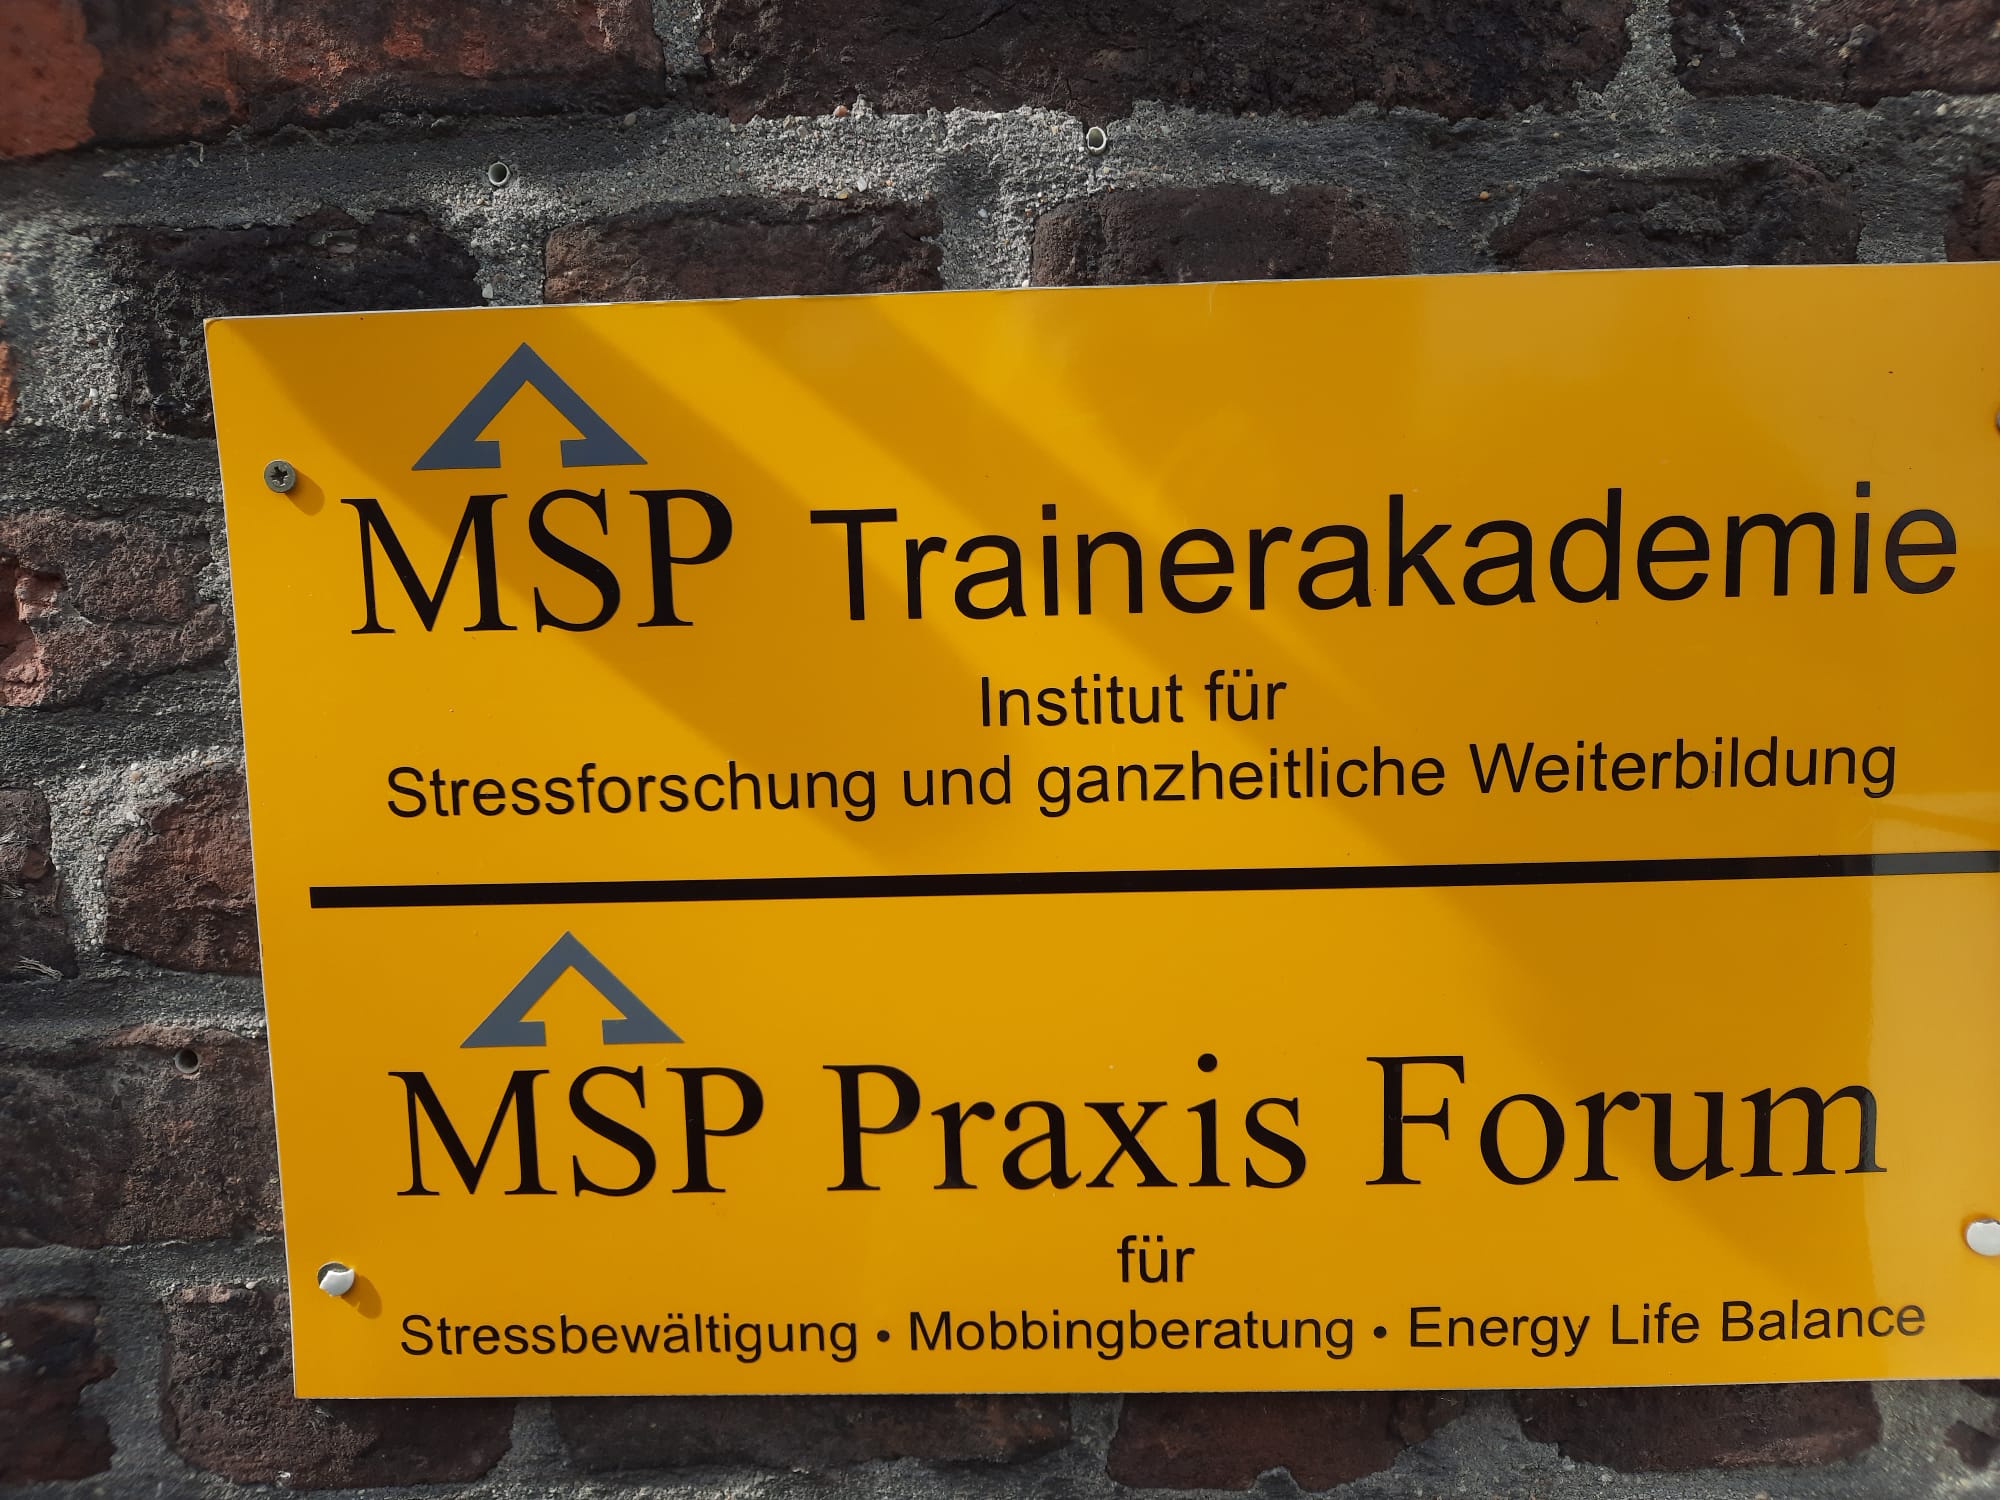 MSP Trainerakademie
Institut für
Stressforschung und ganzheitliche Weiterbildung
MSP Praxis Forum
für
Stressbewältigung • Mobbingberatung • Energy Life Balance